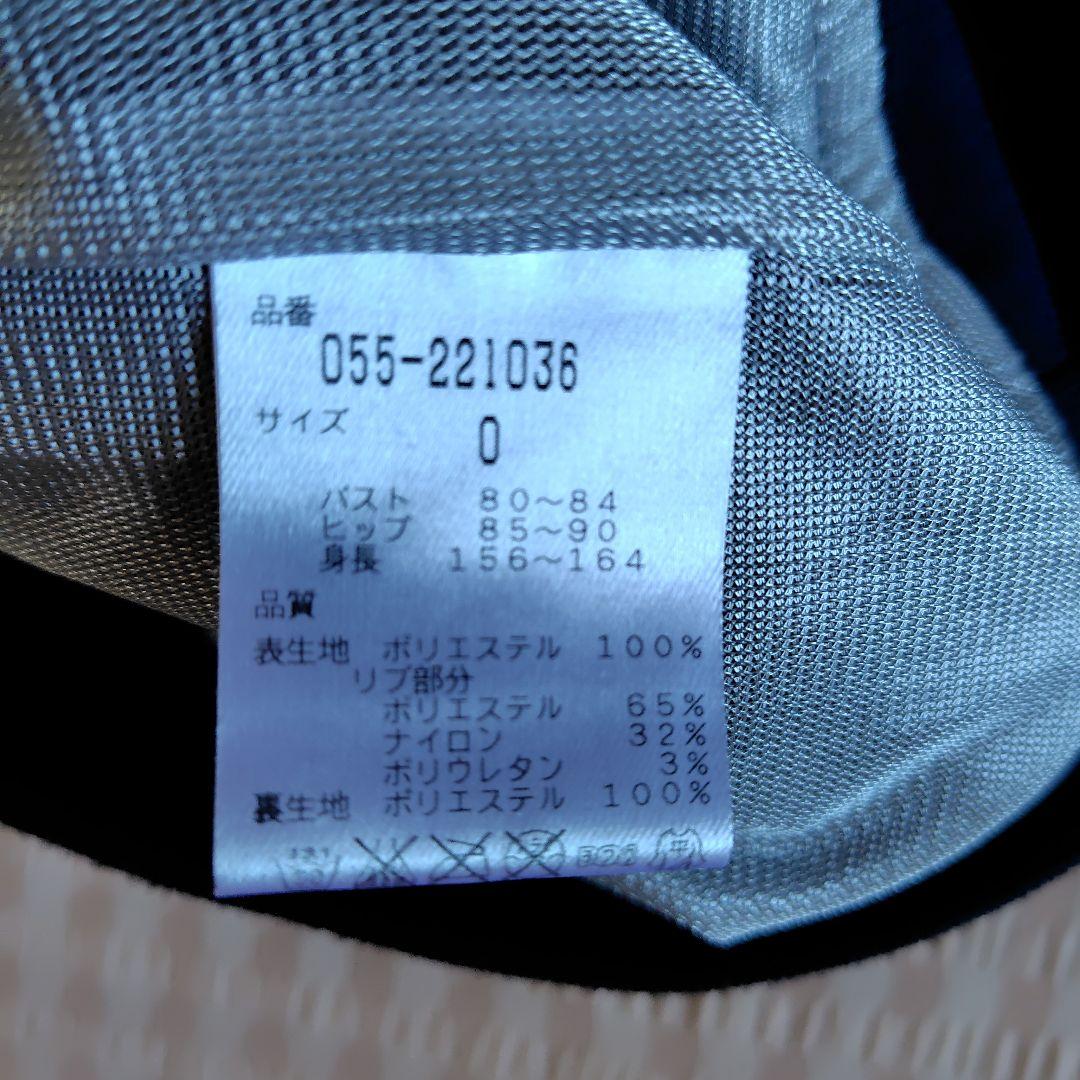 品番
055-221036
サイズ 0
バスト 80～84
ヒップ 85～90
身長 156～164
品質
表生地 ポリエステル 100%
リブ部分
ポリエステル 65%
ナイロン 32%
ポリウレタン 3%
裏生地 ポリエステル 100%
平